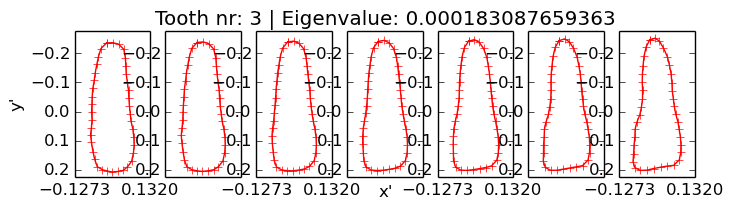 Tooth nr: 3 | Eigenvalue: 0.000183087659363
−0.2 −0.2 −0.2 −0.2 −0.2 −0.2 −0.2
−0.1 −0.1 −0.1 −0.1 −0.1 −0.1 −0.1
y' 0.0 0.0 0.0 0.0 0.0 0.0 0.0
0.1 0.1 0.1 0.1 0.1 0.1 0.1
0.2 0.2 0.2 0.2 0.2 0.2 0.2
−0.1273 0.1320 −0.1273 0.1320 −0.1273 0.1320 −0.1273 0.1320
x'